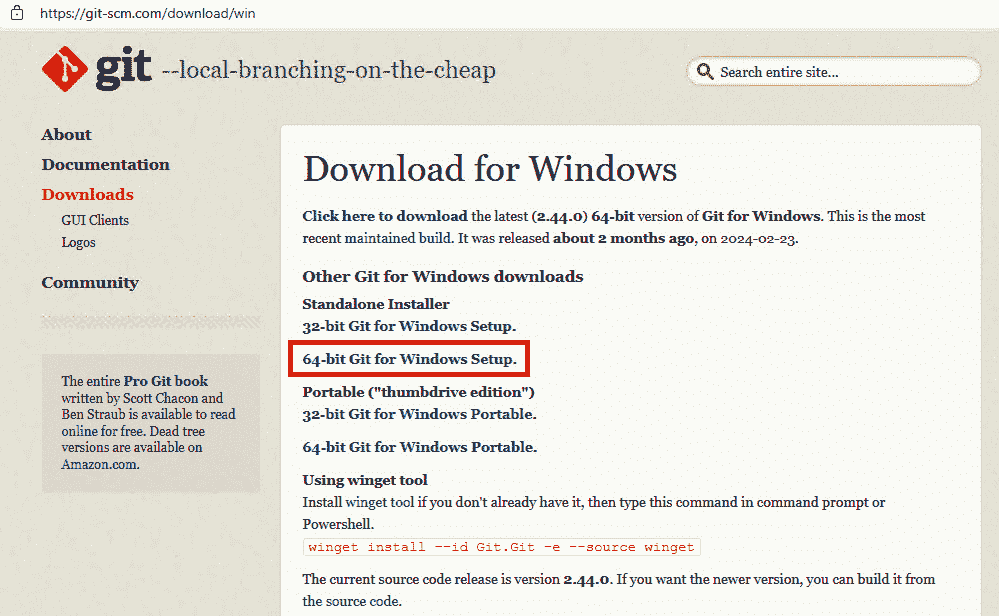 https://git-scm.com/download/win
git --local-branching-on-the-cheap
Search entire site...
About
Documentation
Downloads
GUI Clients
Logos
Community
The entire Pro Git book
written by Scott Chacon and
Ben Straub is available to read
online for free. Dead tree
versions are available on
Amazon.com.
Download for Windows
Click here to download the latest (2.44.0) 64-bit version of Git for Windows. This is the most
recent maintained build. It was released about 2 months ago, on 2024-02-23.
Other Git for Windows downloads
Standalone Installer
32-bit Git for Windows Setup.
64-bit Git for Windows Setup.
Portable ("thumbdrive edition")
32-bit Git for Windows Portable.
64-bit Git for Windows Portable.
Using winget tool
Install winget tool if you don't already have it, then type this command in command prompt or
Powershell.
winget install --id Git.Git -e --source winget
The current source code release is version 2.44.0. If you want the newer version, you can build it from
the source code.